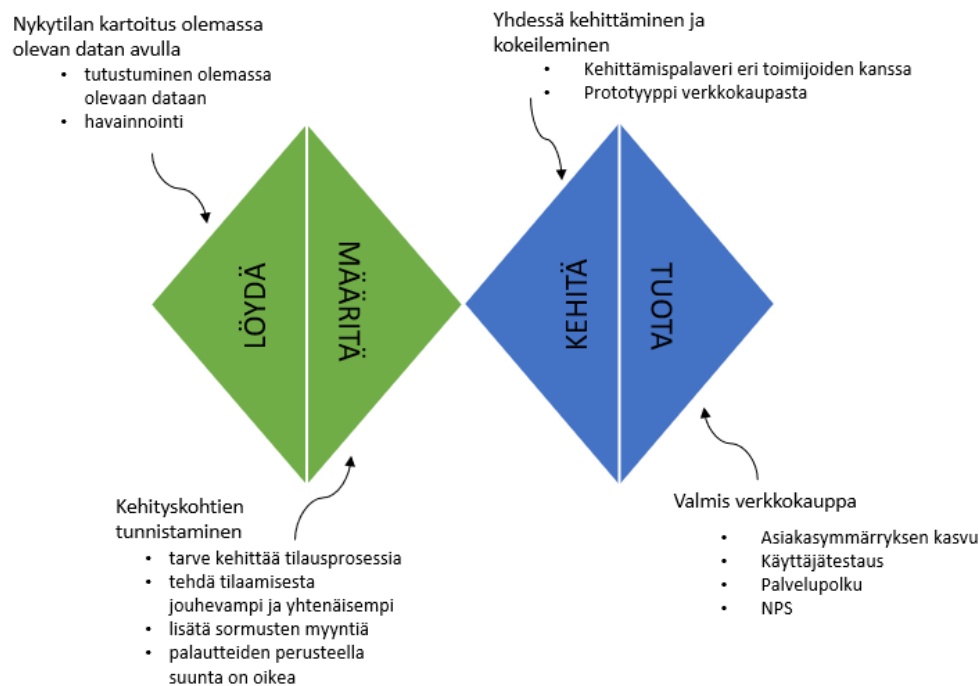 Nykytilan kartoitus olemassa
olevan datan avulla
• tutustuminen olemassa
olevaan dataan
• havainnointi
Yhdessä kehittäminen ja
kokeileminen
• Kehittämispalaveri eri toimijoiden kanssa
• Prototyyppi verkkokaupasta
LÖYDÄ
MÄÄRITÄ
KEHITÄ
TUOTA
Kehityskohtien
tunnistaminen
• tarve kehittää tilausprosessia
• tehdä tilaamisesta
jouhevampi ja yhtenäisempi
• lisätä sormusten myyntiä
• palautteiden perusteella
suunta on oikea
Valmis verkkokauppa
• Asiakasymmärryksen kasvu
• Käyttäjätestaus
• Palvelupolku
• NPS